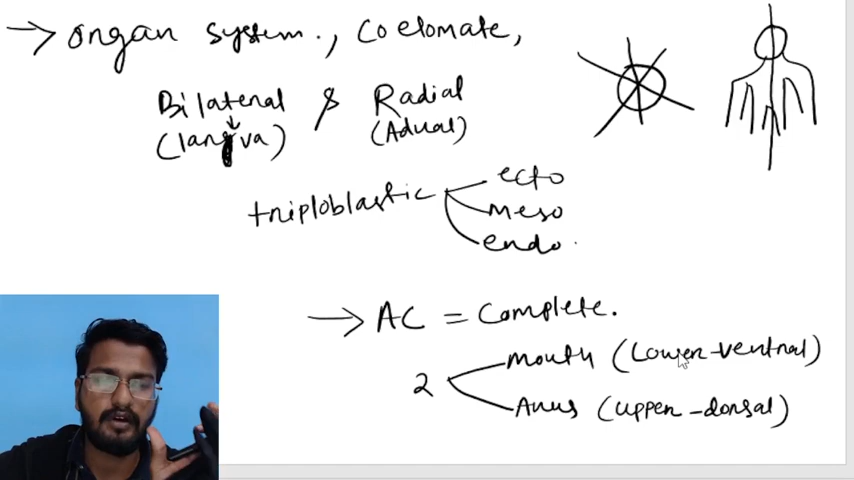 → organ system., Coelomate,
Bilateral & Radial
(larva) (Adual)
triploblastic ecto
meso
endo.
→ AC = Complete.
2 Mouth (Lower-ventral)
Anus (upper-dorsal)